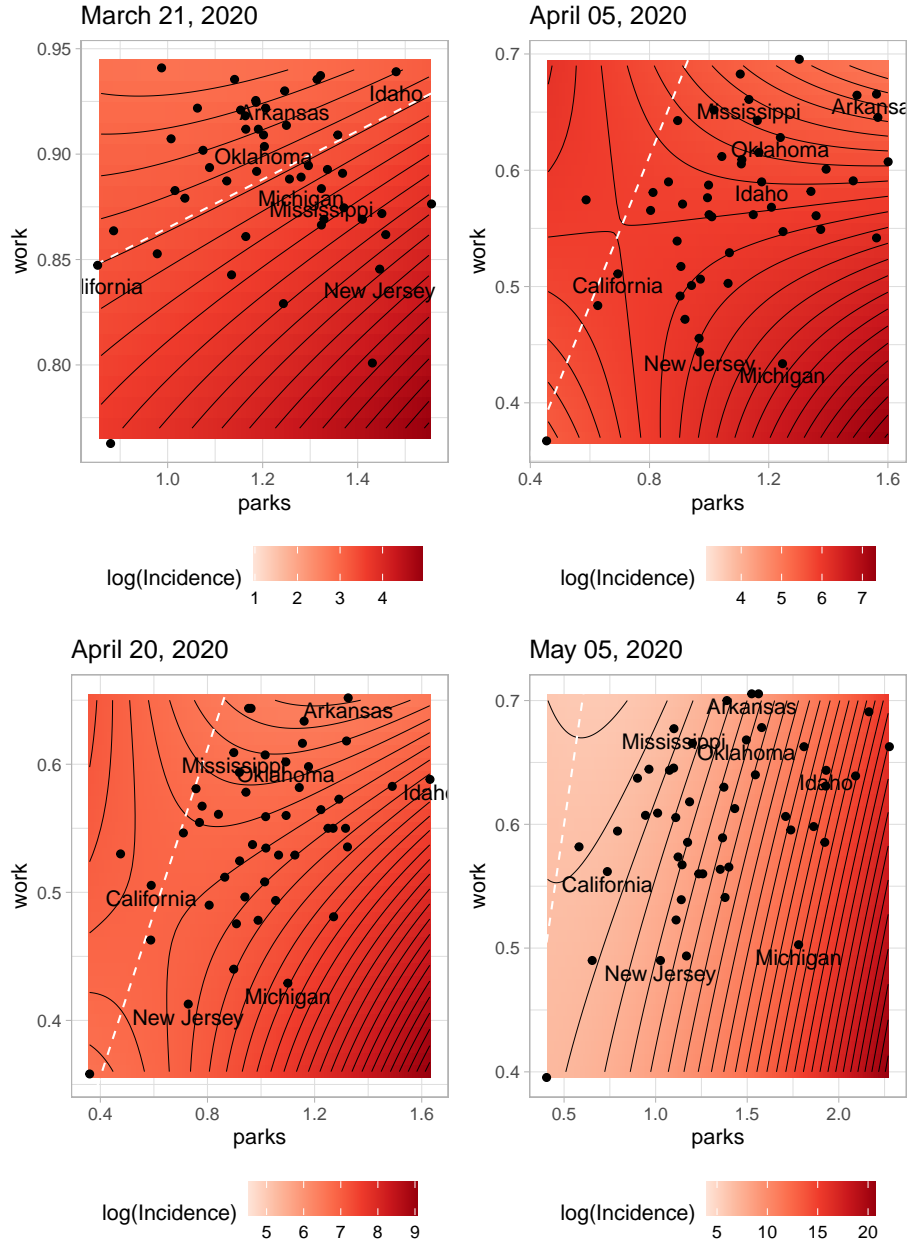 March 21, 2020
0.95
0.90
0.85
0.80
work
Idaho
Arkansas
Oklahoma
Michigan
Mississippi
lifornia
New Jersey
1.0 1.2 1.4
parks
log(Incidence)
1 2 3 4
April 05, 2020
0.7
0.6
0.5
0.4
work
Mississippi
Arkansa
Oklahoma
Idaho
California
New Jersey
Michigan
0.4 0.8 1.2 1.6
parks
log(Incidence)
4 5 6 7
April 20, 2020
0.6
0.5
0.4
work
Arkansas
Mississippi
Oklahoma
Idaho
California
Michigan
New Jersey
0.4 0.8 1.2 1.6
parks
log(Incidence)
5 6 7 8 9
May 05, 2020
0.7
0.6
0.5
0.4
work
Arkansas
Mississippi
Oklahoma
Idaho
California
Michigan
New Jersey
0.5 1.0 1.5 2.0
parks
log(Incidence)
5 10 15 20